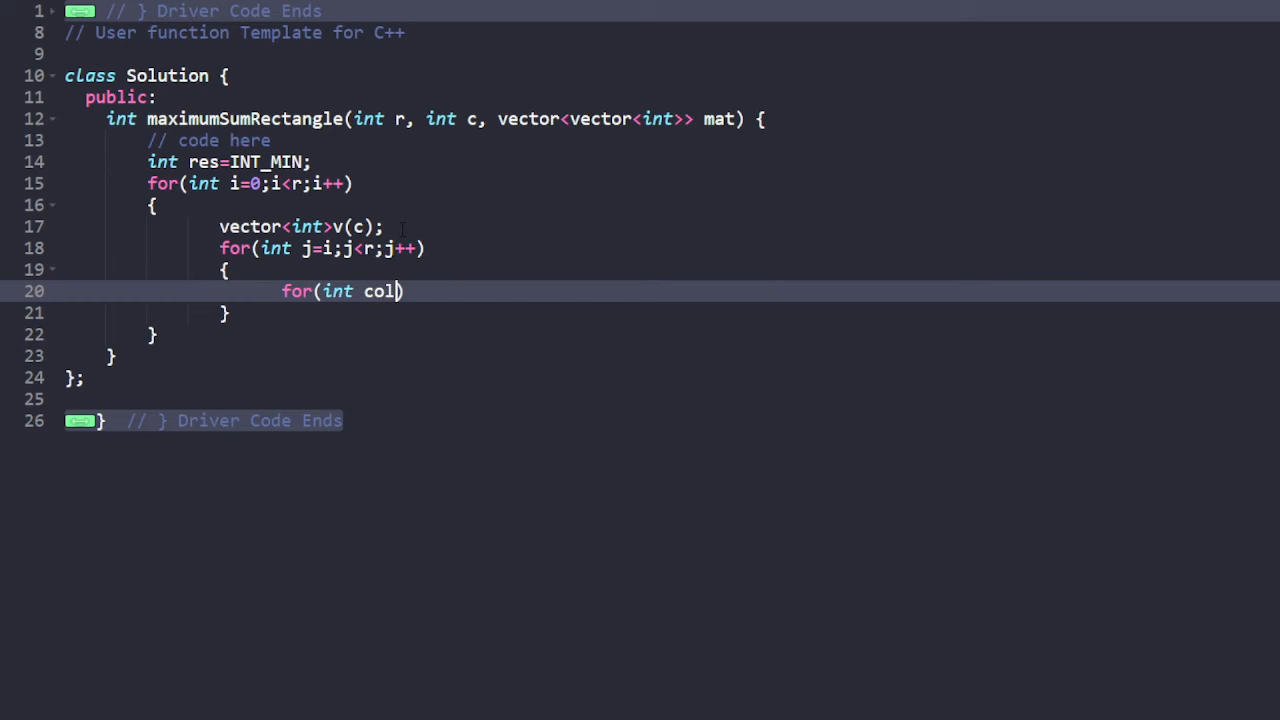 1 // } Driver Code Ends
8 // User function Template for C++
9
10 class Solution {
11 public:
12 int maximumSumRectangle(int r, int c, vector<vector<int>> mat) {
13 // code here
14 int res=INT_MIN;
15 for(int i=0;i<r;i++)
16 {
17 vector<int>v(c);
18 for(int j=i;j<r;j++)
19 {
20 for(int col)
21 }
22 }
23 }
24 };
25
26 } // } Driver Code Ends